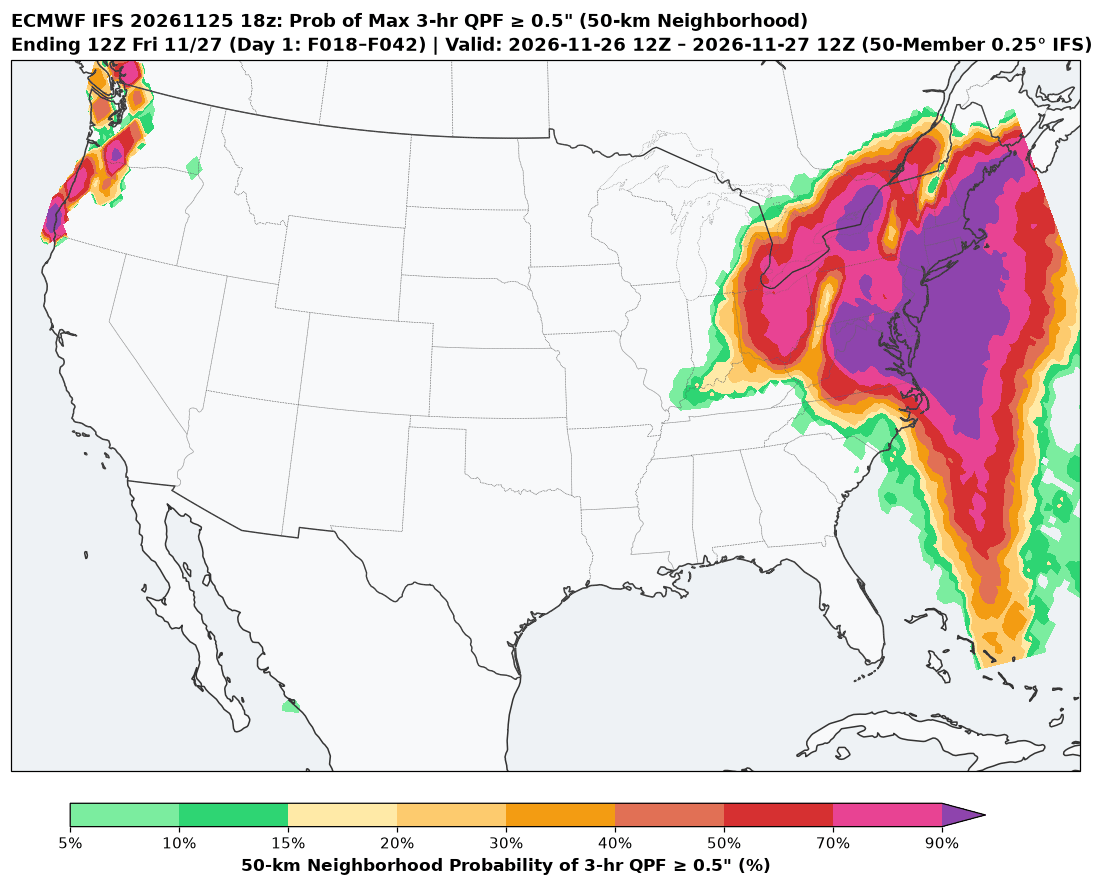 ECMWF IFS 20261125 18z: Prob of Max 3-hr QPF ≥ 0.5" (50-km Neighborhood)
Ending 12Z Fri 11/27 (Day 1: F018–F042) | Valid: 2026-11-26 12Z – 2026-11-27 12Z (50-Member 0.25° IFS)
5% 10% 15% 20% 30% 40% 50% 70% 90%
50-km Neighborhood Probability of 3-hr QPF ≥ 0.5" (%)